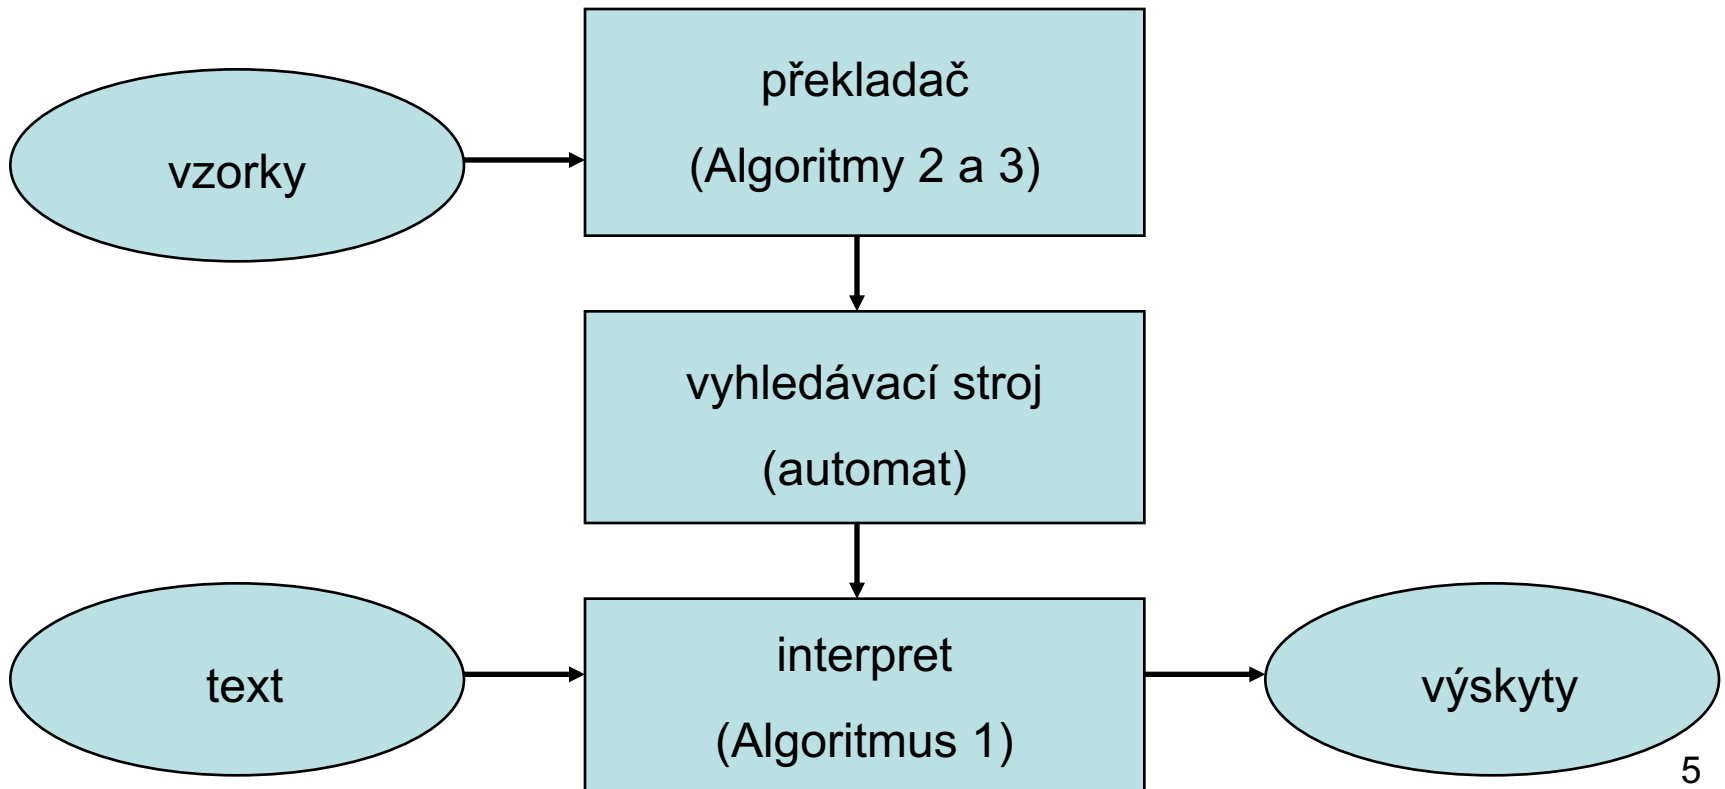 vzorky
překladač
(Algoritmy 2 a 3)
vyhledávací stroj
(automat)
text
interpret
(Algoritmus 1)
výskyty
5